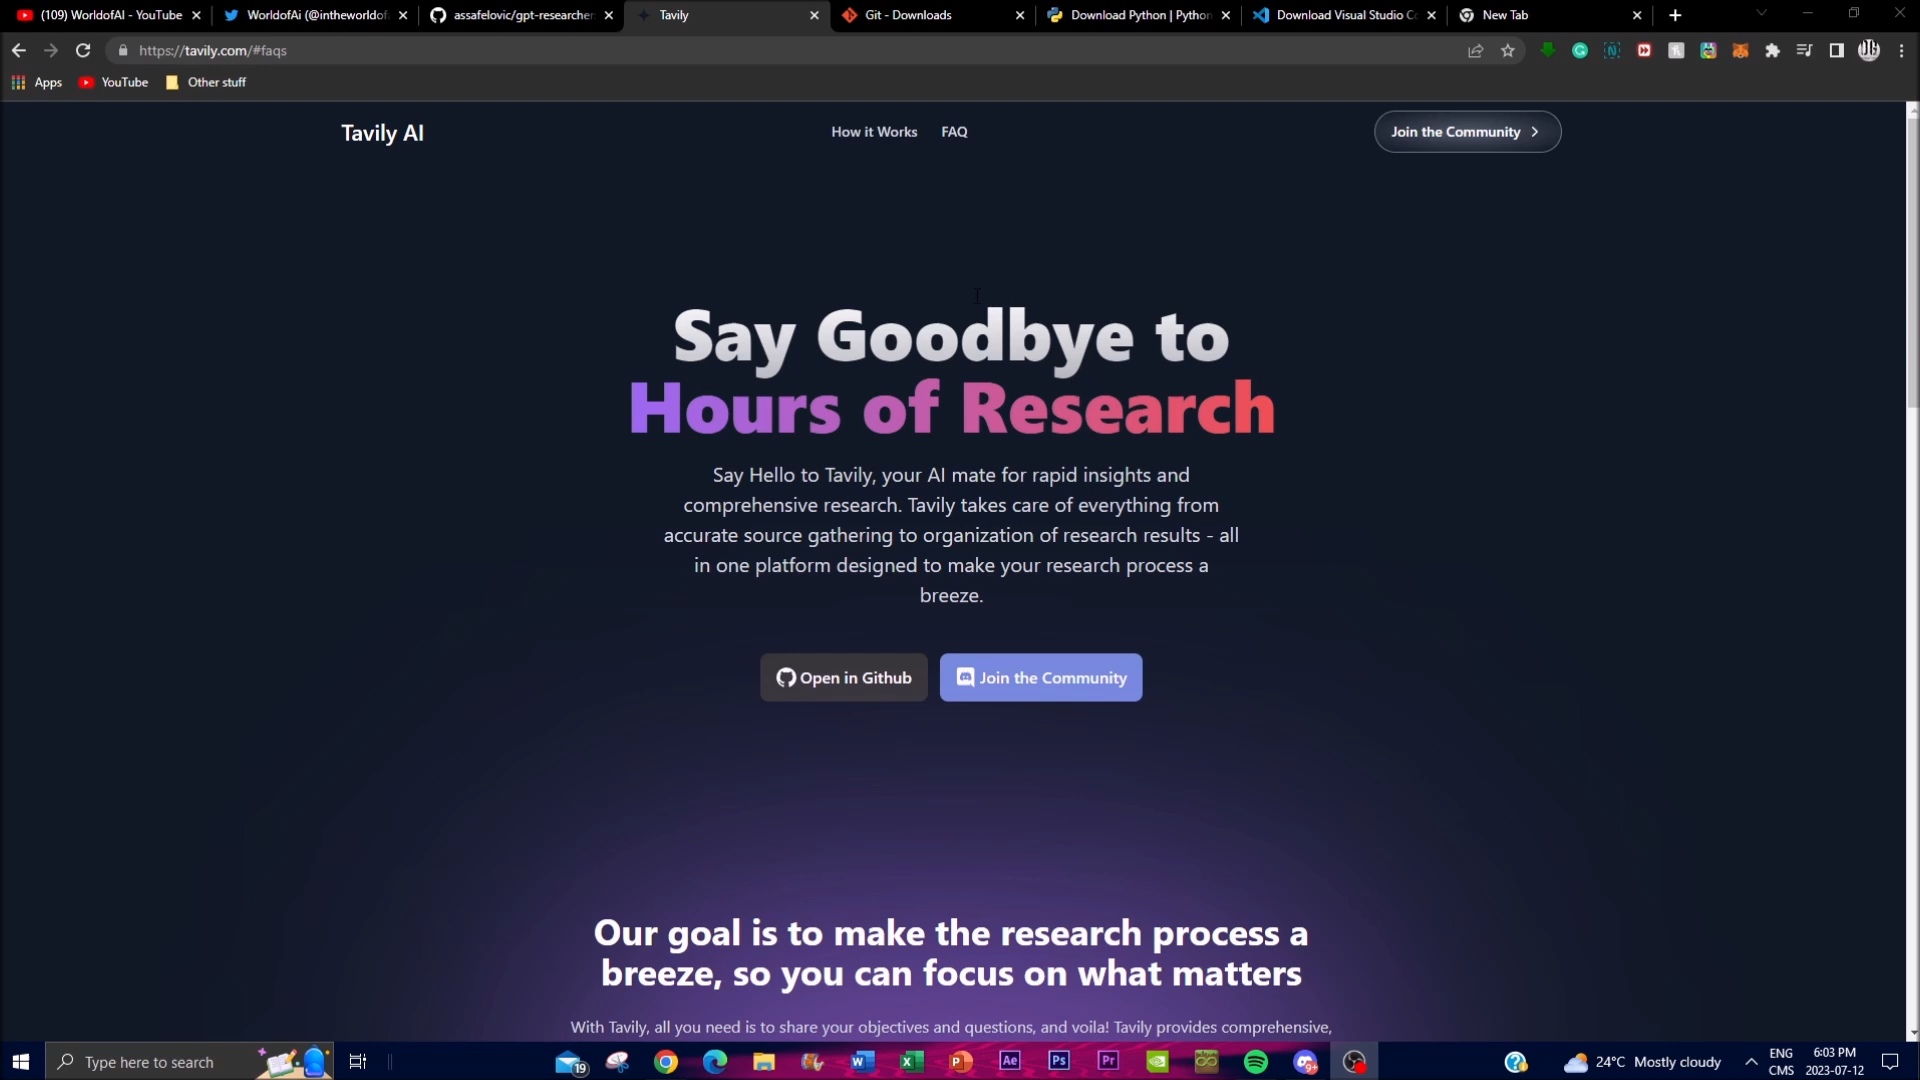 (109) WorldofAI - YouTube
WorldofAi (@intheworldof
assafelovic/gpt-researcher
Tavily
Git - Downloads
Download Python | Python
Download Visual Studio Co
New Tab
https://tavily.com/#faqs
Apps
YouTube
Other stuff
Tavily AI
How it Works
FAQ
Join the Community
Say Goodbye to
Hours of Research
Say Hello to Tavily, your AI mate for rapid insights and
comprehensive research. Tavily takes care of everything from
accurate source gathering to organization of research results - all
in one platform designed to make your research process a
breeze.
Open in Github
Join the Community
Our goal is to make the research process a
breeze, so you can focus on what matters
With Tavily, all you need is to share your objectives and questions, and voila! Tavily provides comprehensive,
Type here to search
19
Ae
Ps
Pr
9+
24°C Mostly cloudy
ENG
CMS
6:03 PM
2023-07-12